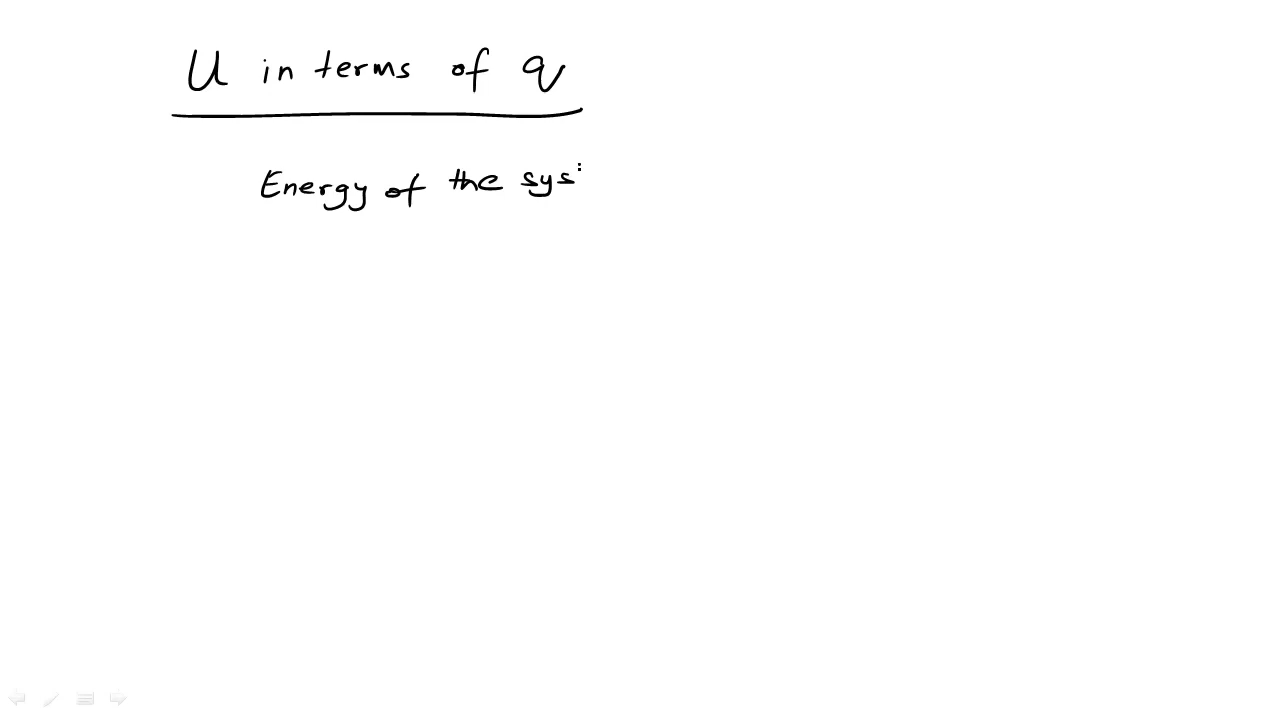 U in terms of q
Energy of the sys